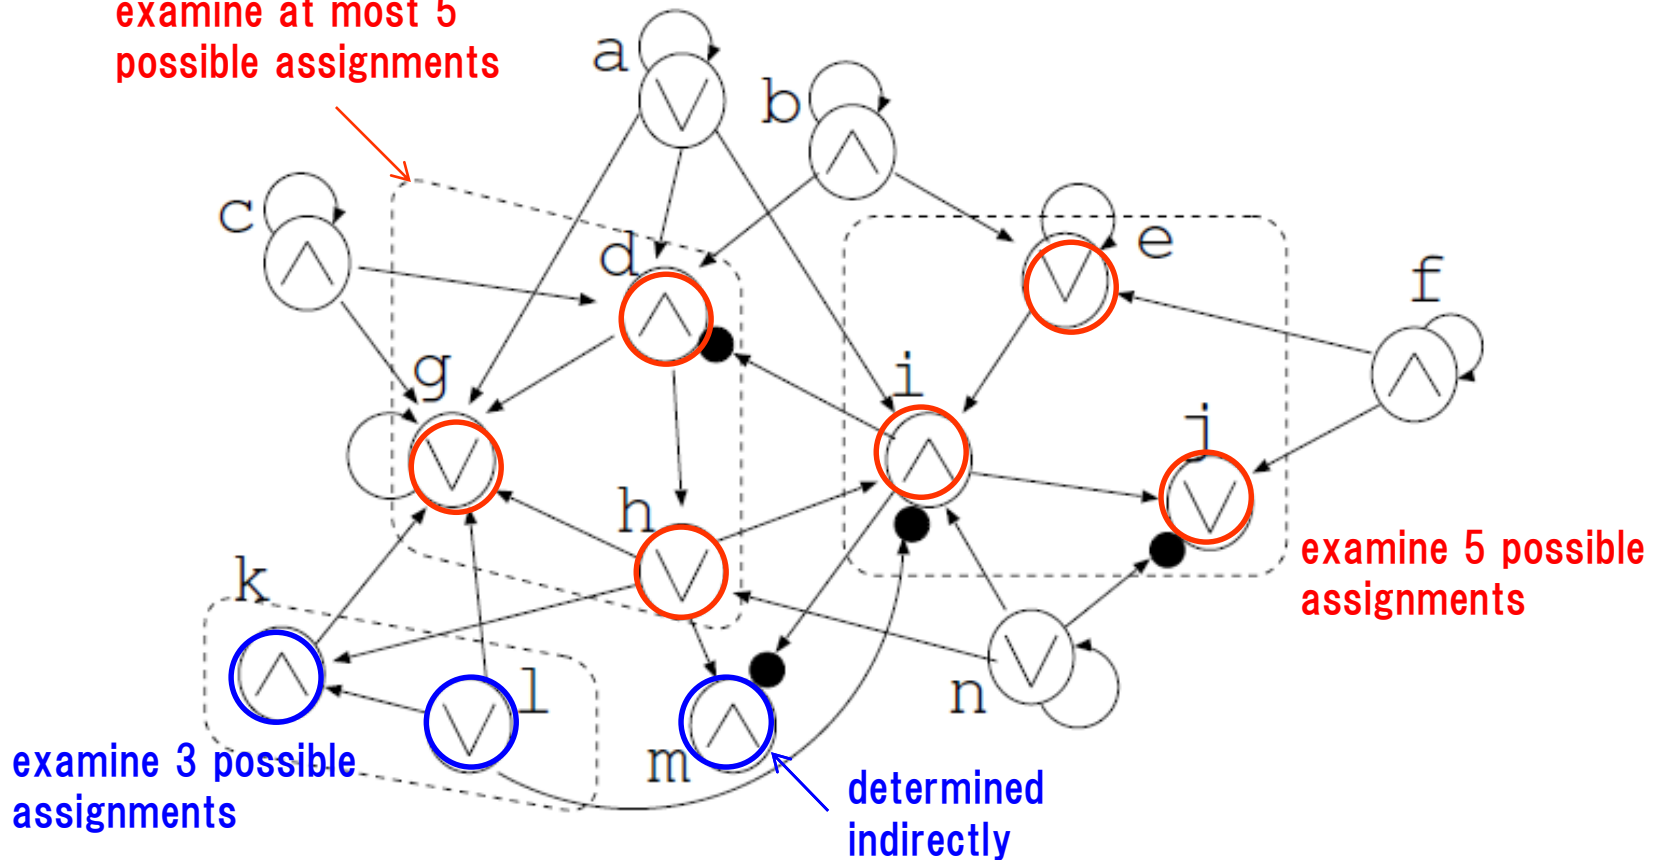 examine at most 5
possible assignments
a
b
c
d
e
f
g
h
i
j
k
l
m
n
∨
∧
∧
∧
∨
∧
∨
∨
∧
∨
∧
∨
∧
∨
examine 5 possible
assignments
examine 3 possible
assignments
determined
indirectly